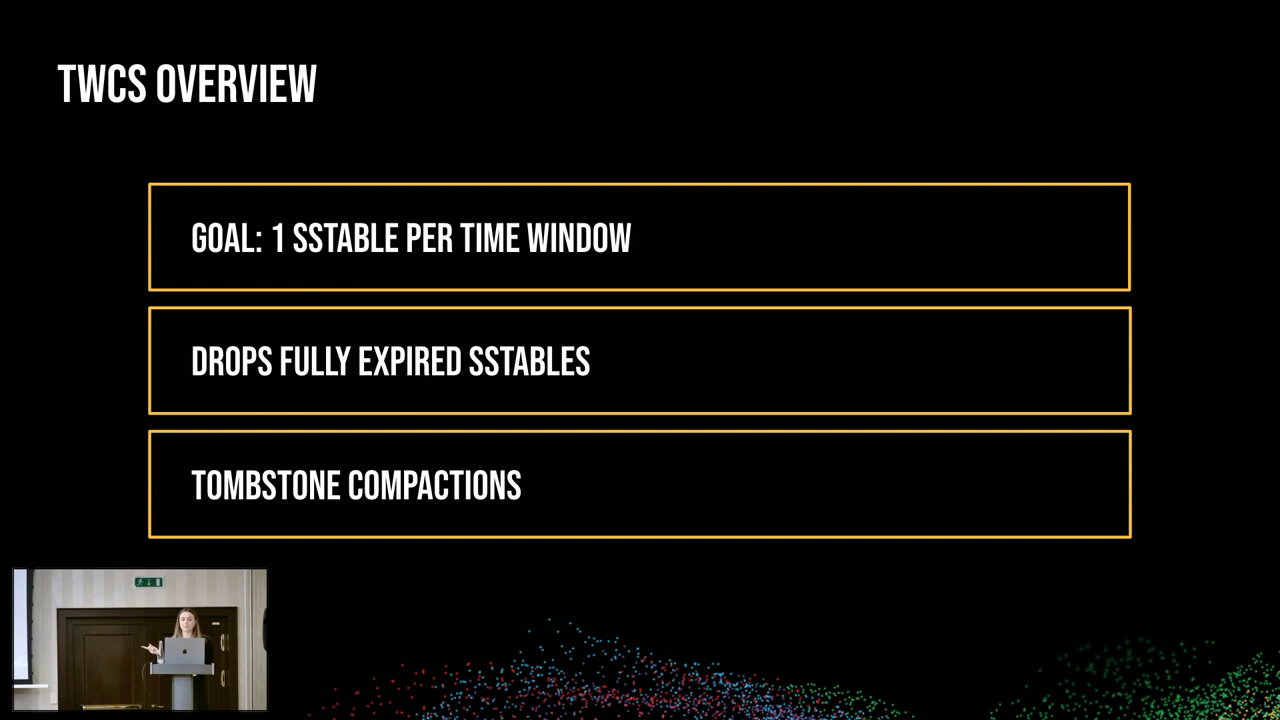 TWCS OVERVIEW
GOAL: 1 SSTABLE PER TIME WINDOW
DROPS FULLY EXPIRED SSTABLES
TOMBSTONE COMPACTIONS